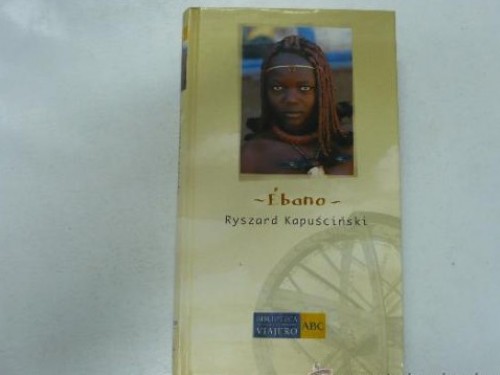 ~Ébano~
Ryszard Kapuściński
BIBLIOTECA
VIAJERO
ABC